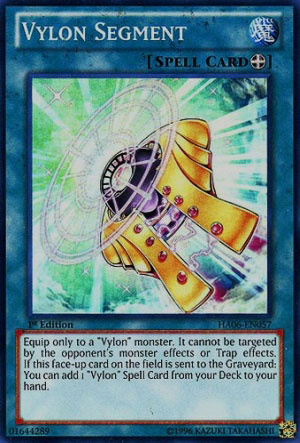 VYLON SEGMENT
[SPELL CARD]
1st Edition
HA06-EN057
Equip only to a "Vylon" monster. It cannot be targeted
by the opponent's monster effects or Trap effects.
If this face-up card on the field is sent to the Graveyard:
You can add 1 "Vylon" Spell Card from your Deck to your
hand.
01644289
©1996 KAZUKI TAKAHASHI